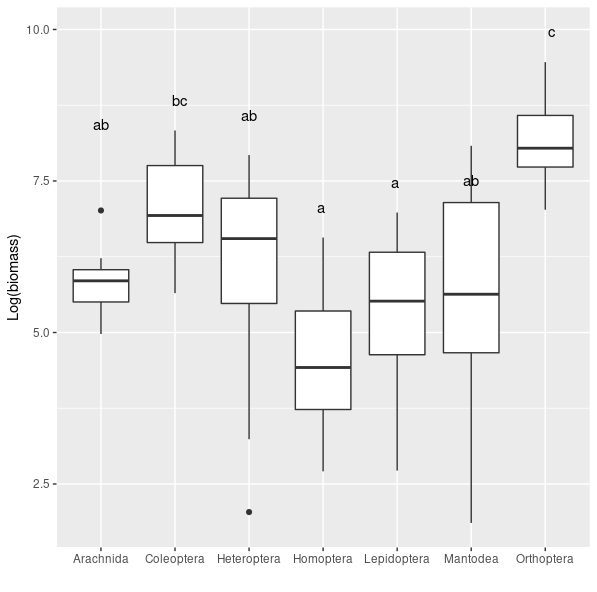 c
10.0
bc
ab
ab
7.5
ab
a
a
Log(biomass)
5.0
2.5
Arachnida Coleoptera Heteroptera Homoptera Lepidoptera Mantodea Orthoptera